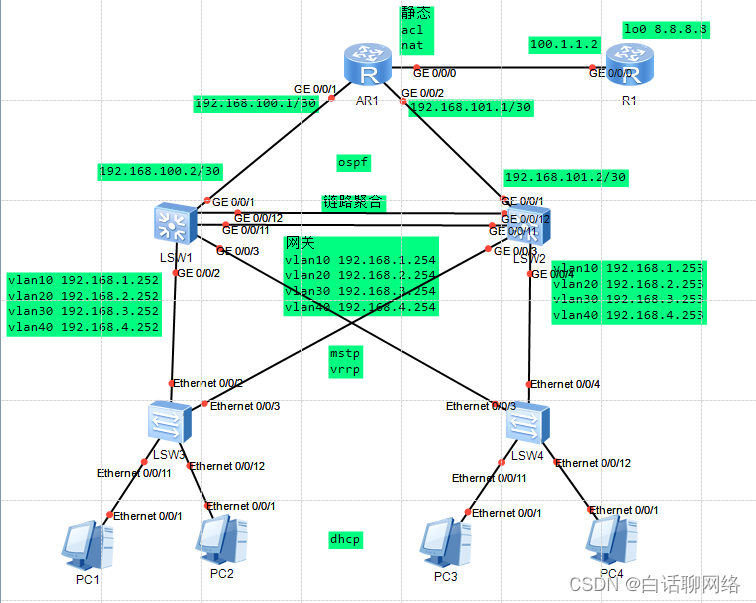 静态
acl
nat
100.1.1.2
lo0 8.8.8.8
GE 0/0/0
GE 0/0/0
AR1
R1
GE 0/0/1
GE 0/0/2
192.168.100.1/30
192.168.101.1/30
ospf
192.168.100.2/30
192.168.101.2/30
链路聚合
GE 0/0/1
GE 0/0/12
GE 0/0/11
GE 0/0/3
GE 0/0/2
LSW1
GE 0/0/1
GE 0/0/12
GE 0/0/11
GE 0/0/3
GE 0/0/4
LSW2
网关
vlan10 192.168.1.254
vlan20 192.168.2.254
vlan30 192.168.3.254
vlan40 192.168.4.254
vlan10 192.168.1.252
vlan20 192.168.2.252
vlan30 192.168.3.252
vlan40 192.168.4.252
vlan10 192.168.1.253
vlan20 192.168.2.253
vlan30 192.168.3.253
vlan40 192.168.4.253
mstp
vrrp
Ethernet 0/0/2
Ethernet 0/0/3
Ethernet 0/0/3
Ethernet 0/0/4
LSW3
LSW4
Ethernet 0/0/11
Ethernet 0/0/12
Ethernet 0/0/11
Ethernet 0/0/12
Ethernet 0/0/1
Ethernet 0/0/1
Ethernet 0/0/1
Ethernet 0/0/1
dhcp
PC1
PC2
PC3
PC4
CSDN @白话聊网络